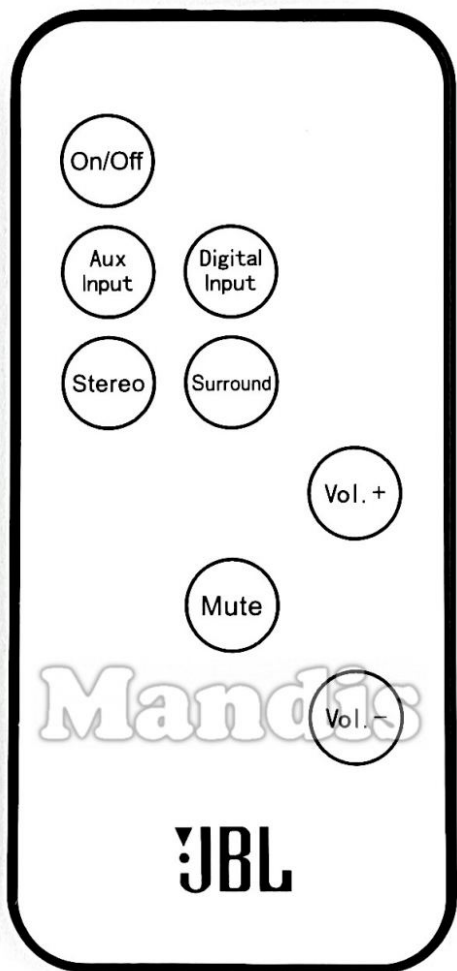 On/Off
Aux
Input
Digital
Input
Stereo
Surround
Vol.+
Mute
Mandis
Vol.-
JBL